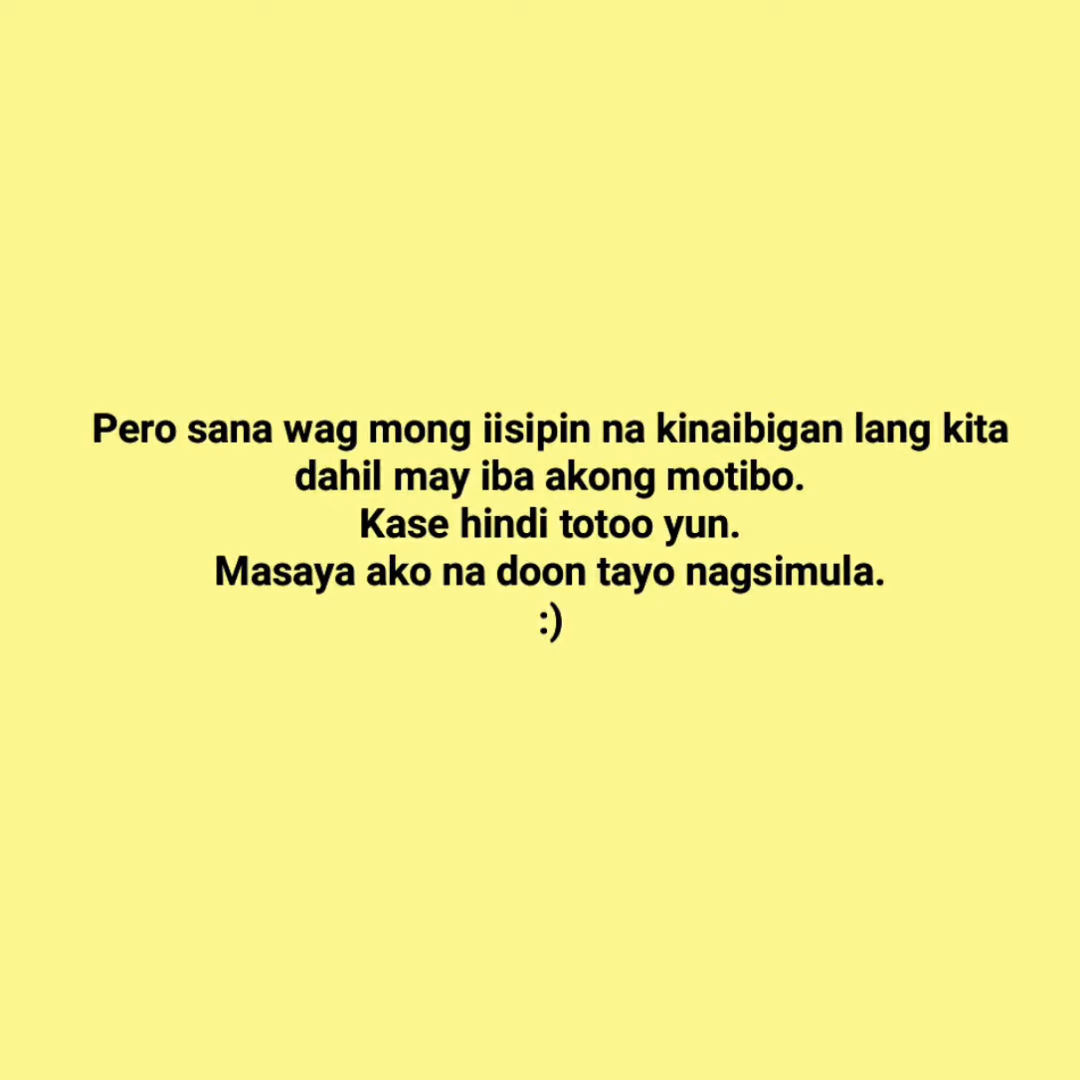 Pero sana wag mong iisipin na kinaibigan lang kita
dahil may iba akong motibo.
Kase hindi totoo yun.
Masaya ako na doon tayo nagsimula.
:)